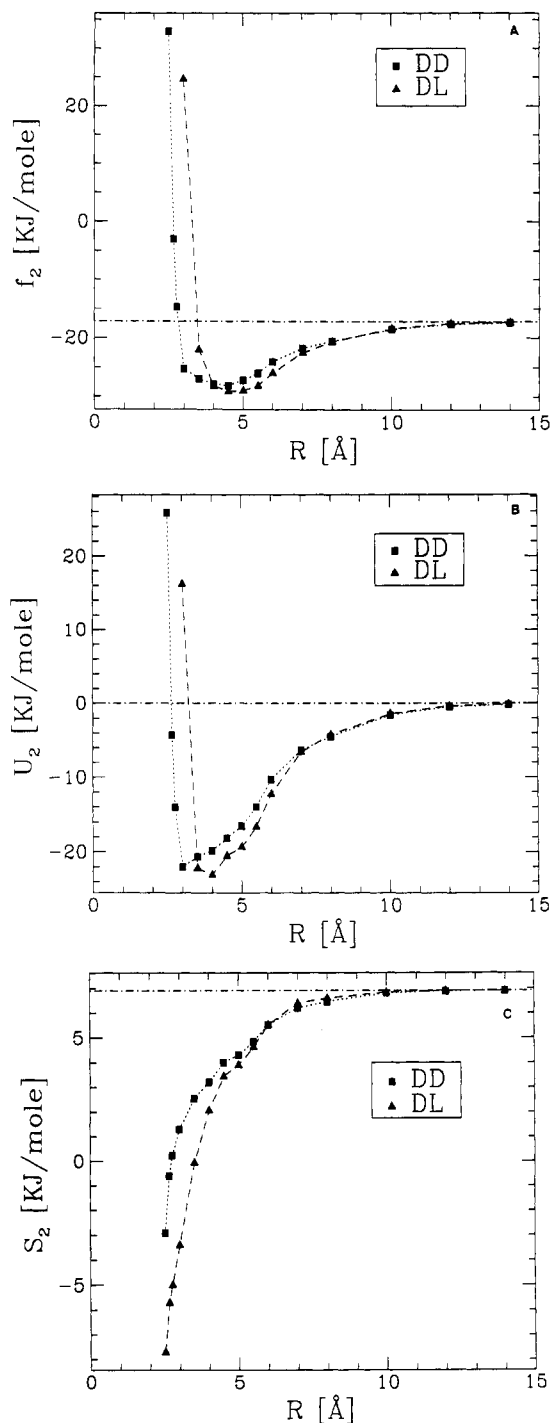 A
DD
DL
20
0
-20
f2 [KJ/mole]
0 5 10 15
R [Å]
B
DD
DL
20
10
0
-10
-20
U2 [KJ/mole]
0 5 10 15
R [Å]
C
DD
DL
5
0
-5
S2 [KJ/mole]
0 5 10 15
R [Å]